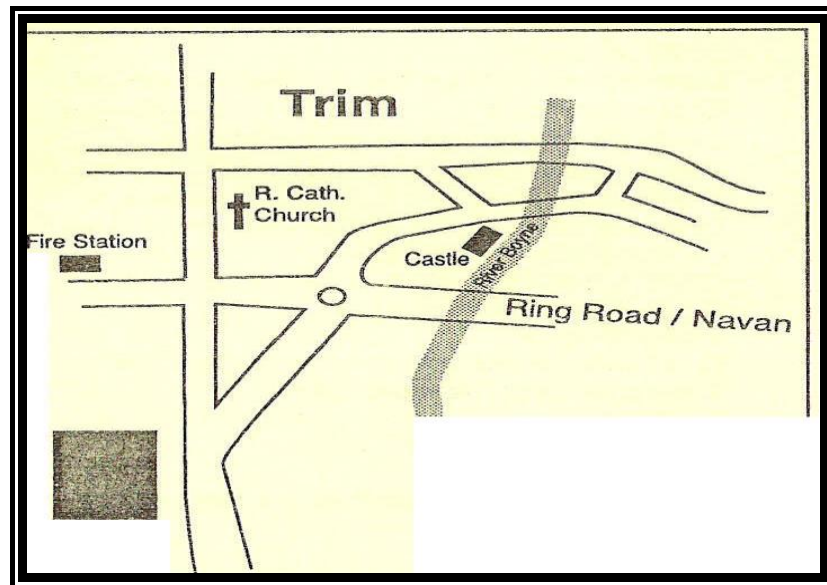 Trim
R. Cath.
Church
Fire Station
Castle
River Boyne
Ring Road / Navan